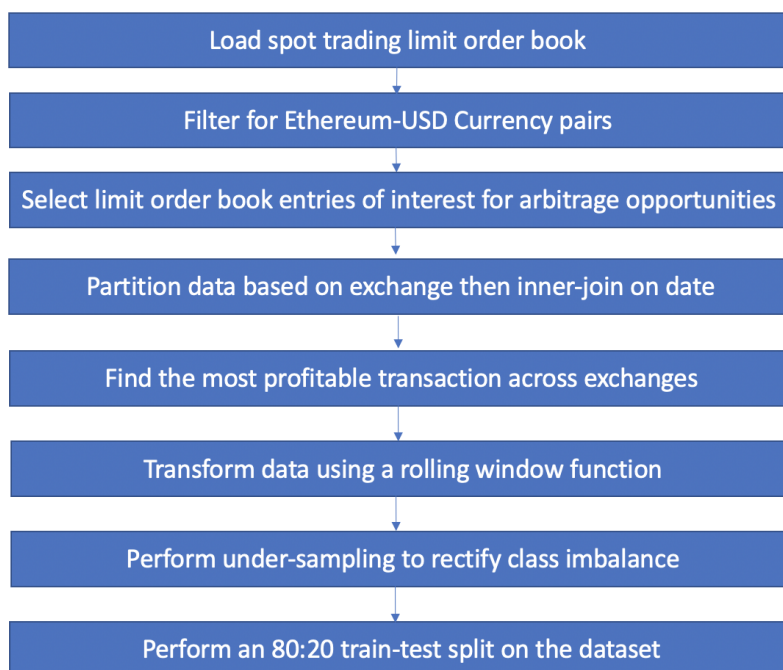 Load spot trading limit order book
Filter for Ethereum-USD Currency pairs
Select limit order book entries of interest for arbitrage opportunities
Partition data based on exchange then inner-join on date
Find the most profitable transaction across exchanges
Transform data using a rolling window function
Perform under-sampling to rectify class imbalance
Perform an 80:20 train-test split on the dataset